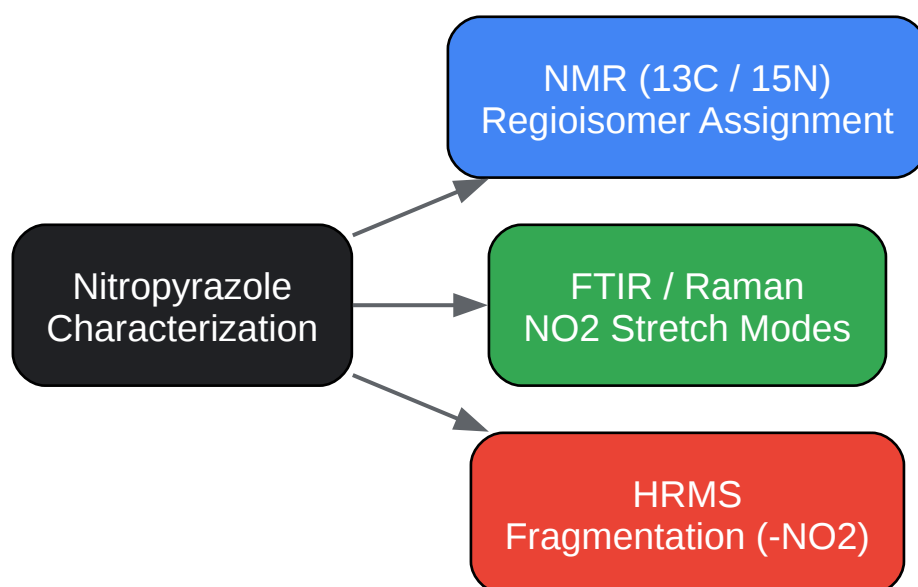 NMR (13C / 15N)
Regioisomer Assignment
Nitropyrazole
Characterization
FTIR / Raman
NO2 Stretch Modes
HRMS
Fragmentation (-NO2)